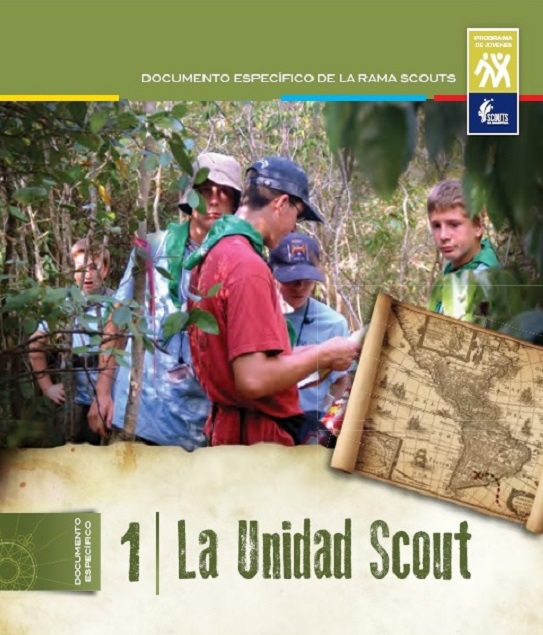 PROGRAMA
DE JÓVENES
DOCUMENTO ESPECÍFICO DE LA RAMA SCOUTS
SCOUTS
DOCUMENTO
ESPECÍFICO
1
La Unidad Scout